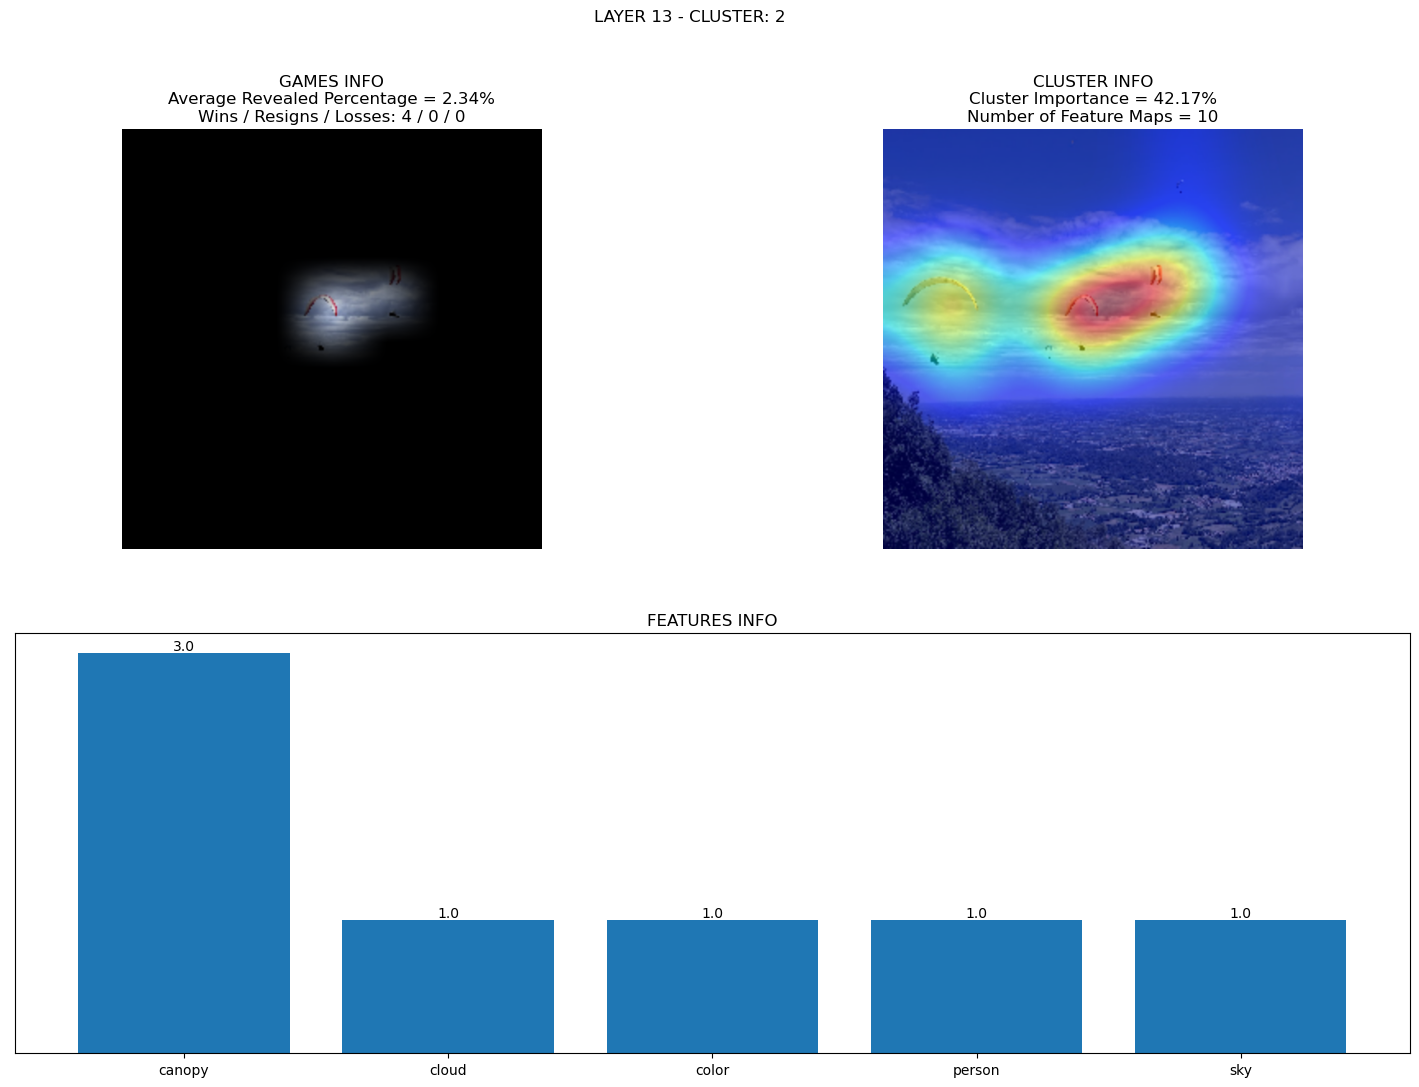 LAYER 13 - CLUSTER: 2
GAMES INFO
Average Revealed Percentage = 2.34%
Wins / Resigns / Losses: 4 / 0 / 0
CLUSTER INFO
Cluster Importance = 42.17%
Number of Feature Maps = 10
FEATURES INFO
3.0
1.0
1.0
1.0
1.0
canopy
cloud
color
person
sky